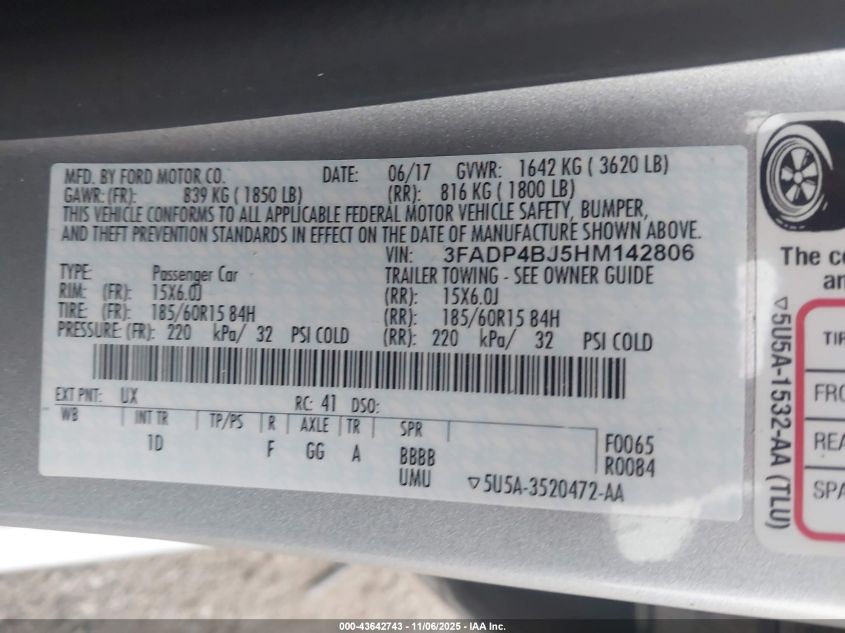 MFD. BY FORD MOTOR CO. DATE: 06/17 GVWR: 1642 KG ( 3620 LB)
GAWR: (FR): 839 KG ( 1850 LB) (RR): 816 KG ( 1800 LB)
THIS VEHICLE CONFORMS TO ALL APPLICABLE FEDERAL MOTOR VEHICLE SAFETY, BUMPER,
AND THEFT PREVENTION STANDARDS IN EFFECT ON THE DATE OF MANUFACTURE SHOWN ABOVE.
VIN: 3FADP4BJ5HM142806
TYPE: Passenger Car TRAILER TOWING - SEE OWNER GUIDE
RIM: (FR): 15X6.0J (RR): 15X6.0J
TIRE: (FR): 185/60R15 84H (RR): 185/60R15 84H
PRESSURE: (FR): 220 kPa/ 32 PSI COLD (RR): 220 kPa/ 32 PSI COLD
EXT PNT: UX RC: 41 DSO:
WB INT TR TP/PS R AXLE TR SPR
1D F GG A BBBB F0065
UMU R0084
▽5U5A-3520472-AA
The co
an
▽5U5A-1532-AA (TLU)
TIR
FRO
REA
SPA
000-43642743 - 11/06/2025 - IAA Inc.